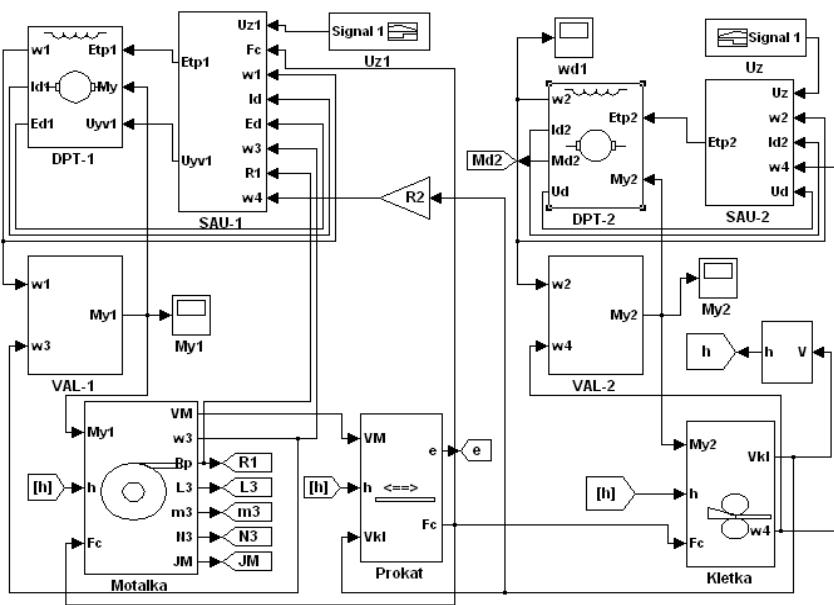 w1
Etp1
Id1
My
Ed1
Uyv1
DPT-1
Etp1
Uyv1
Uz1
Fc
w1
Id
Ed
w3
R1
w4
SAU-1
Signal 1
Uz1
R2
wd1
Signal 1
Uz
w2
Etp2
Id2
Md2
My2
Ud
DPT-2
Md2
Etp2
Uz
w2
Id2
w4
Ud
SAU-2
w1
My1
w3
VAL-1
My1
w2
My2
w4
VAL-2
My2
h
h
V
My1
h
Fc
VM
w3
Rp
L3
m3
N3
JM
Motalka
[h]
R1
L3
m3
N3
JM
VM
e
h
<==>
Fc
Vkl
Prokat
[h]
e
My2
Vkl
h
w4
Fc
Kletka
[h]